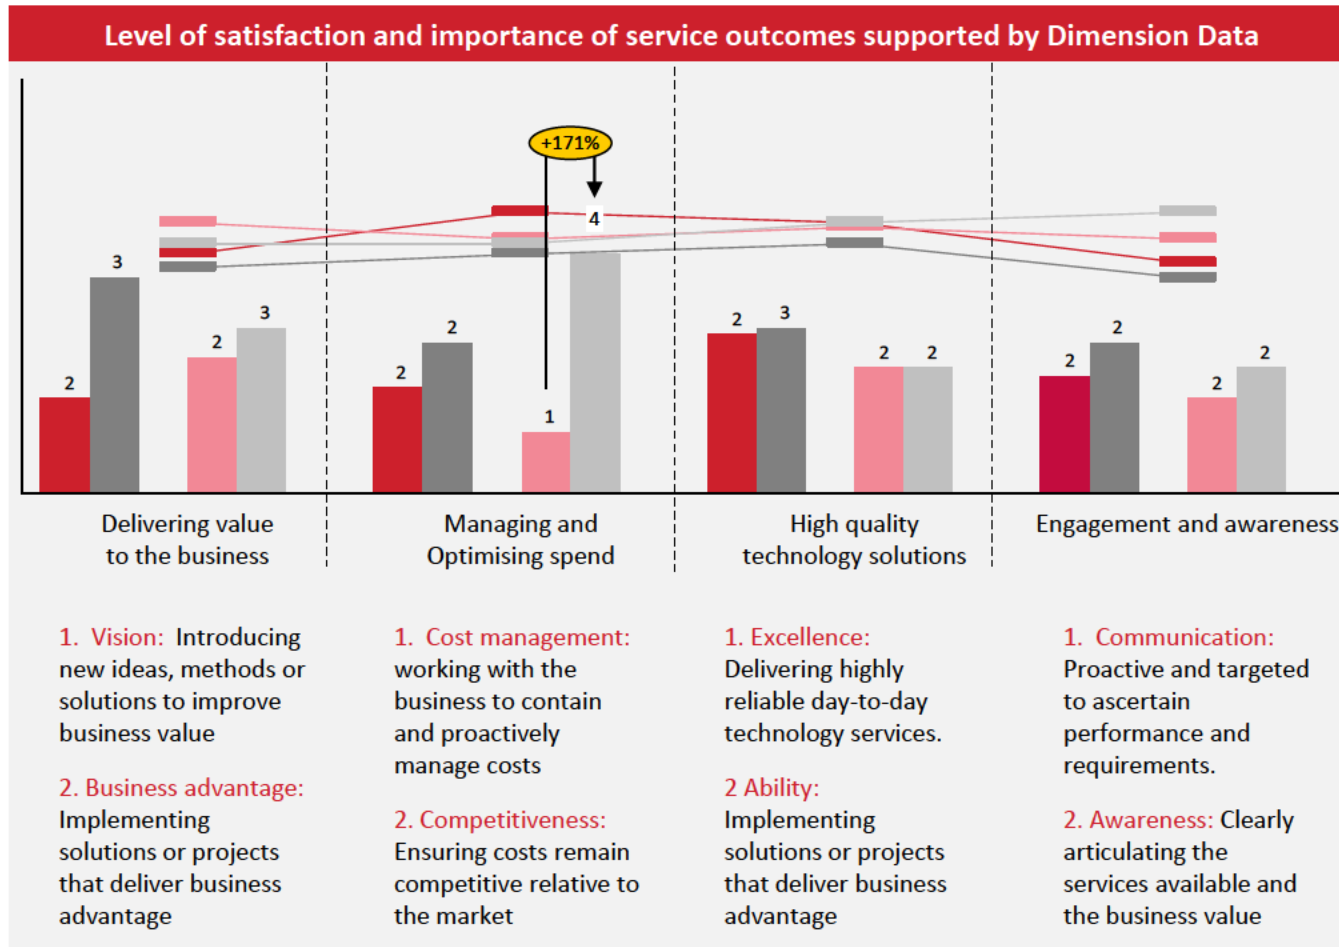 Level of satisfaction and importance of service outcomes supported by Dimension Data
+171%
4
3
2
3
2
2
2
1
2
3
2
2
2
2
2
2
Delivering value
to the business
Managing and
Optimising spend
High quality
technology solutions
Engagement and awareness
1. Vision: Introducing
new ideas, methods or
solutions to improve
business value
2. Business advantage:
Implementing
solutions or projects
that deliver business
advantage
1. Cost management:
working with the
business to contain
and proactively
manage costs
2. Competitiveness:
Ensuring costs remain
competitive relative to
the market
1. Excellence:
Delivering highly
reliable day-to-day
technology services.
2 Ability:
Implementing
solutions or projects
that deliver business
advantage
1. Communication:
Proactive and targeted
to ascertain
performance and
requirements.
2. Awareness: Clearly
articulating the
services available and
the business value